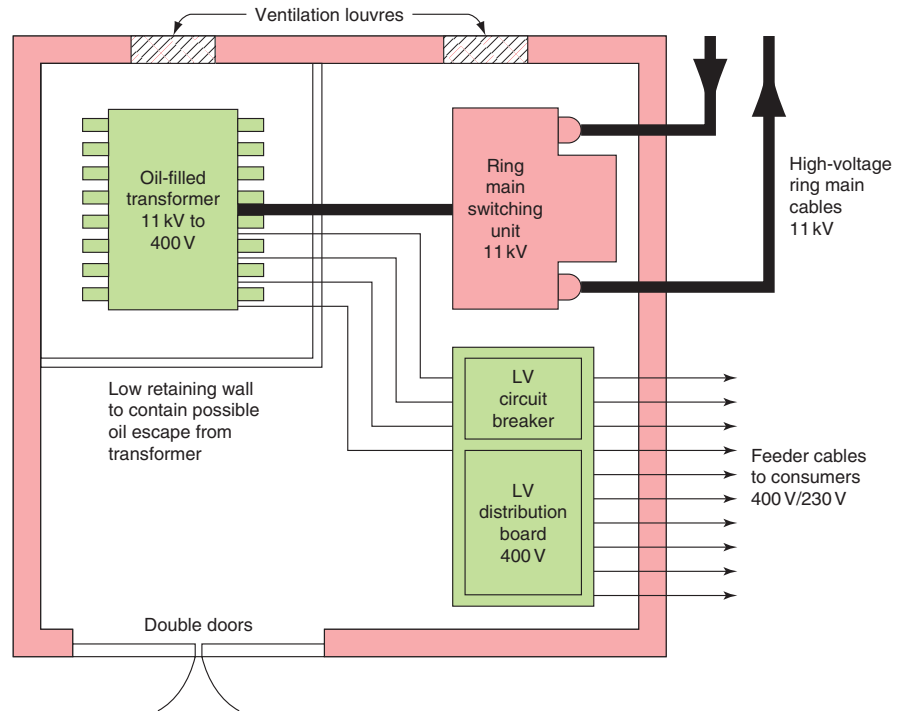 Ventilation louvres
Oil-filled
transformer
11 kV to
400 V
Ring
main
switching
unit
11 kV
High-voltage
ring main
cables
11 kV
Low retaining wall
to contain possible
oil escape from
transformer
LV
circuit
breaker
LV
distribution
board
400 V
Feeder cables
to consumers
400 V/230 V
Double doors